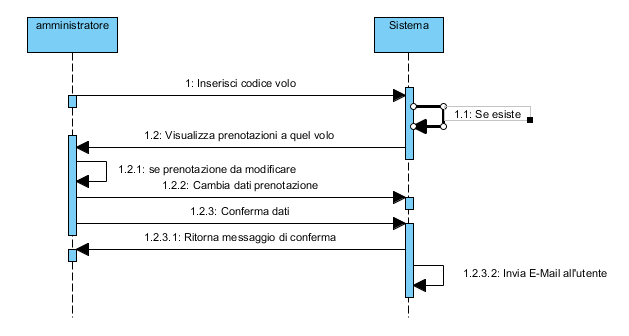 amministratore
Sistema
1: Inserisci codice volo
1.1: Se esiste
1.2: Visualizza prenotazioni a quel volo
1.2.1: se prenotazione da modificare
1.2.2: Cambia dati prenotazione
1.2.3: Conferma dati
1.2.3.1: Ritorna messaggio di conferma
1.2.3.2: Invia E-Mail all'utente